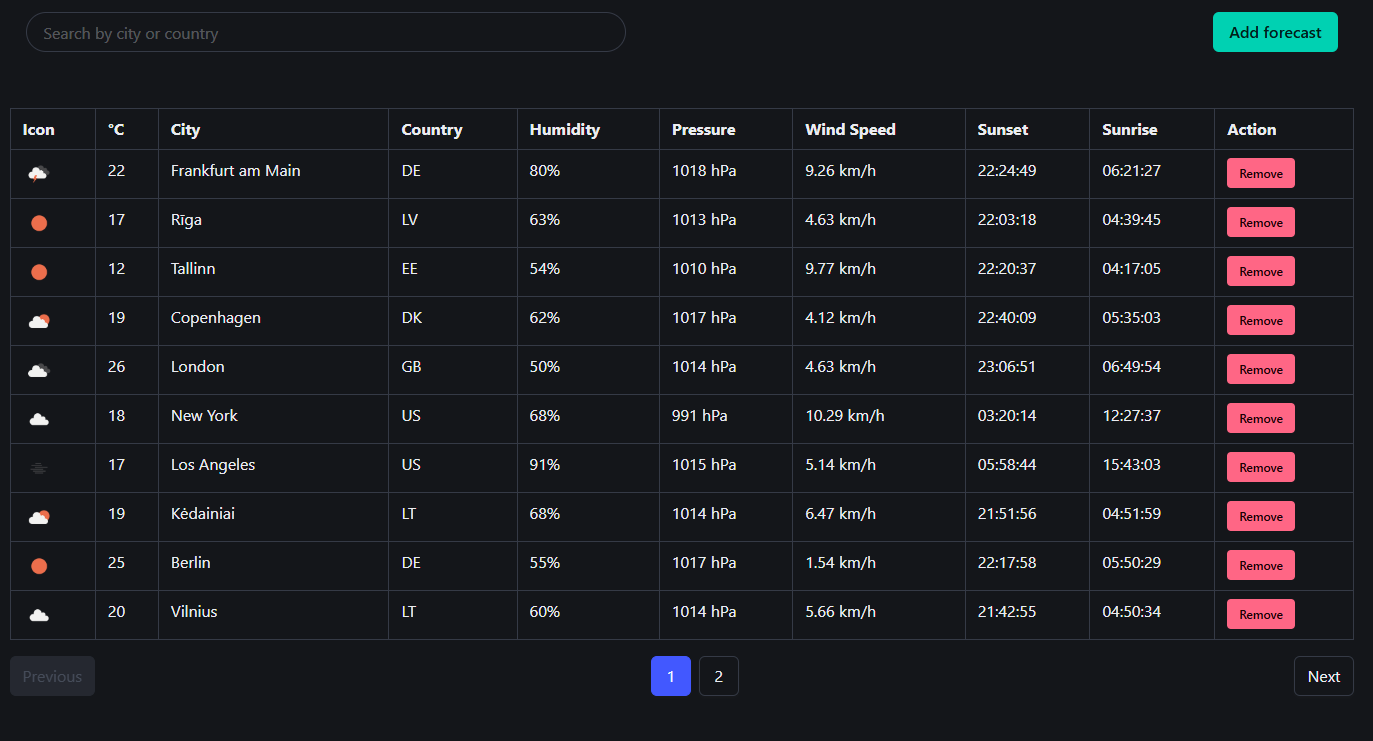 Search by city or country
Add forecast
Icon °C City Country Humidity Pressure Wind Speed Sunset Sunrise Action
22 Frankfurt am Main DE 80% 1018 hPa 9.26 km/h 22:24:49 06:21:27 Remove
17 Rīga LV 63% 1013 hPa 4.63 km/h 22:03:18 04:39:45 Remove
12 Tallinn EE 54% 1010 hPa 9.77 km/h 22:20:37 04:17:05 Remove
19 Copenhagen DK 62% 1017 hPa 4.12 km/h 22:40:09 05:35:03 Remove
26 London GB 50% 1014 hPa 4.63 km/h 23:06:51 06:49:54 Remove
18 New York US 68% 991 hPa 10.29 km/h 03:20:14 12:27:37 Remove
17 Los Angeles US 91% 1015 hPa 5.14 km/h 05:58:44 15:43:03 Remove
19 Kėdainiai LT 68% 1014 hPa 6.47 km/h 21:51:56 04:51:59 Remove
25 Berlin DE 55% 1017 hPa 1.54 km/h 22:17:58 05:50:29 Remove
20 Vilnius LT 60% 1014 hPa 5.66 km/h 21:42:55 04:50:34 Remove
Previous 1 2 Next